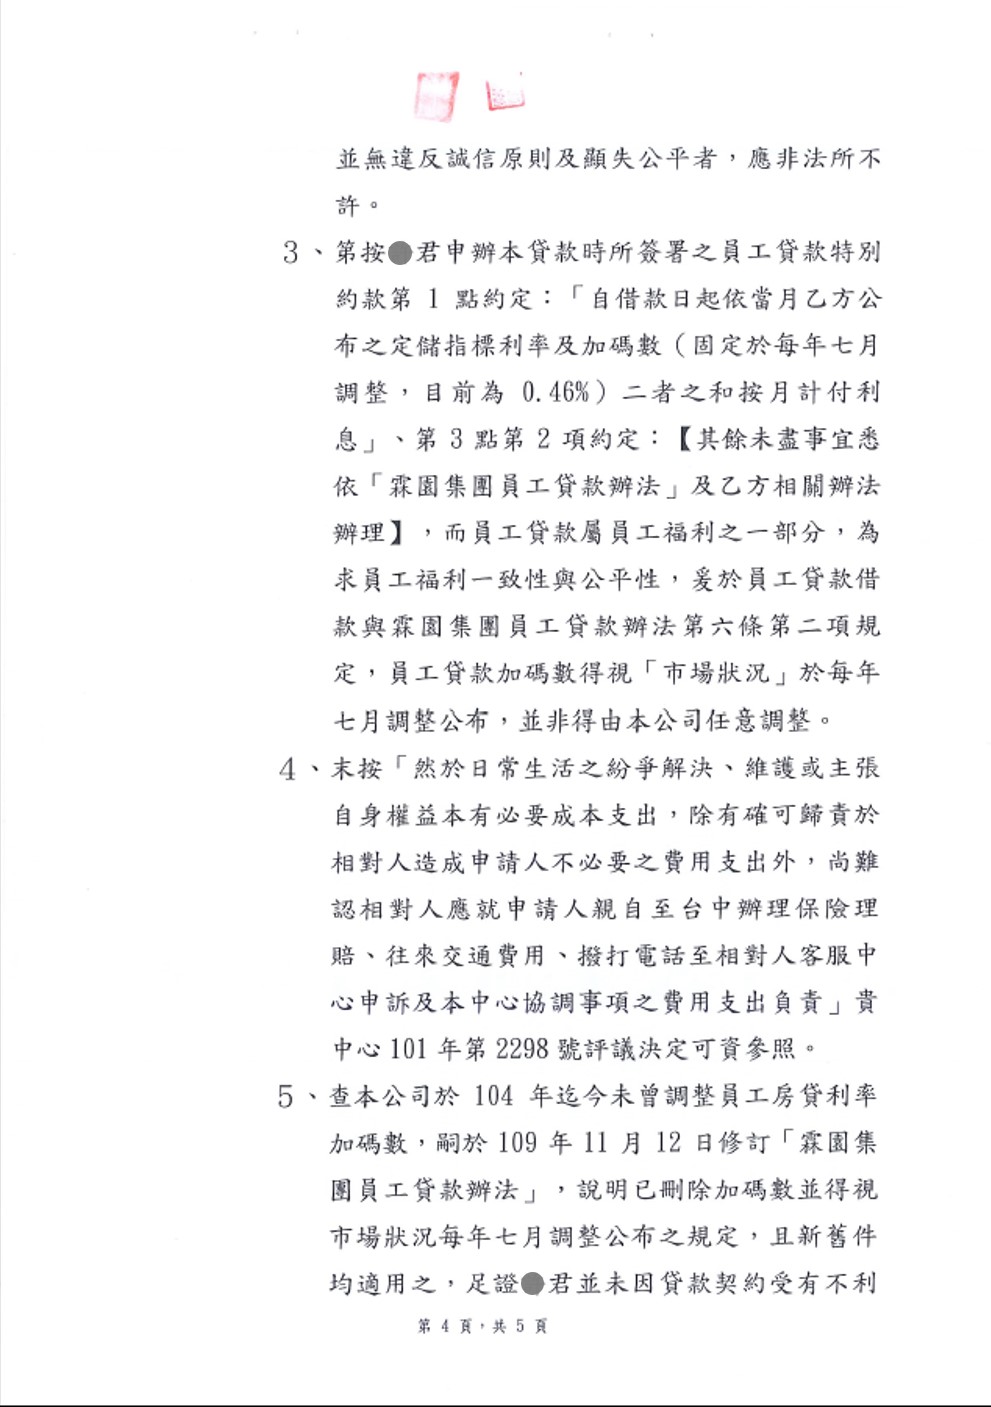 並無違反誠信原則及顯失公平者，應非法所不
許。
3、第按君申辦本貸款時所簽署之員工貸款特別
約款第 1 點約定：「自借款日起依當月乙方公
布之定儲指標利率及加碼數（固定於每年七月
調整，目前為 0.46%）二者之和按月計付利
息」、第 3 點第 2 項約定：【其餘未盡事宜悉
依「霖園集團員工貸款辦法」及乙方相關辦法
辦理】，而員工貸款屬員工福利之一部分，為
求員工福利一致性與公平性，爰於員工貸款借
款與霖園集團員工貸款辦法第六條第二項規
定，員工貸款加碼數得視「市場狀況」於每年
七月調整公布，並非得由本公司任意調整。
4、末按「然於日常生活之紛爭解決、維護或主張
自身權益本有必要成本支出，除有確可歸責於
相對人造成申請人不必要之費用支出外，尚難
認相對人應就申請人親自至台中辦理保險理
賠、往來交通費用、撥打電話至相對人客服中
心申訴及本中心協調事項之費用支出負責」貴
中心 101 年第 2298 號評議決定可資參照。
5、查本公司於 104 年迄今未曾調整員工房貸利率
加碼數，嗣於 109 年 11 月 12 日修訂「霖園集
團員工貸款辦法」，說明已刪除加碼數並得視
市場狀況每年七月調整公布之規定，且新舊件
均適用之，足證君並未因貸款契約受有不利
第 4 頁，共 5 頁